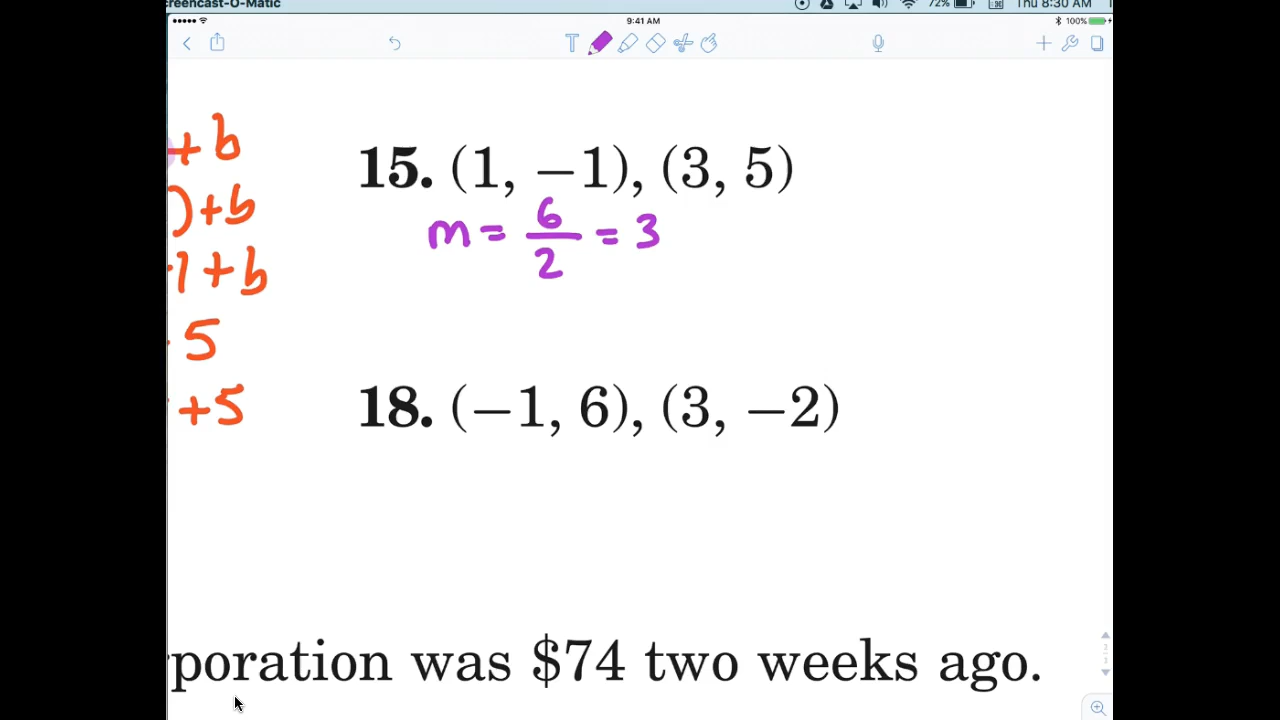 reencast-O-Matic 72% Thu 8:30 AM
9:41 AM 100%
T
+ b
15. (1, −1), (3, 5)
) + b
m = 6/2 = 3
1 + b
5
18. (−1, 6), (3, −2)
+5
poration was $74 two weeks ago.